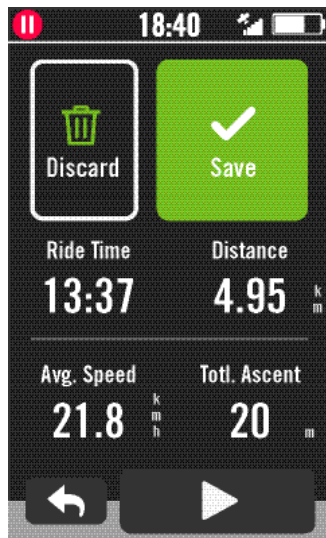 18:40
Discard
Save
Ride Time
Distance
13:37
4.95 km
Avg. Speed
Totl. Ascent
21.8 kmh
20 m